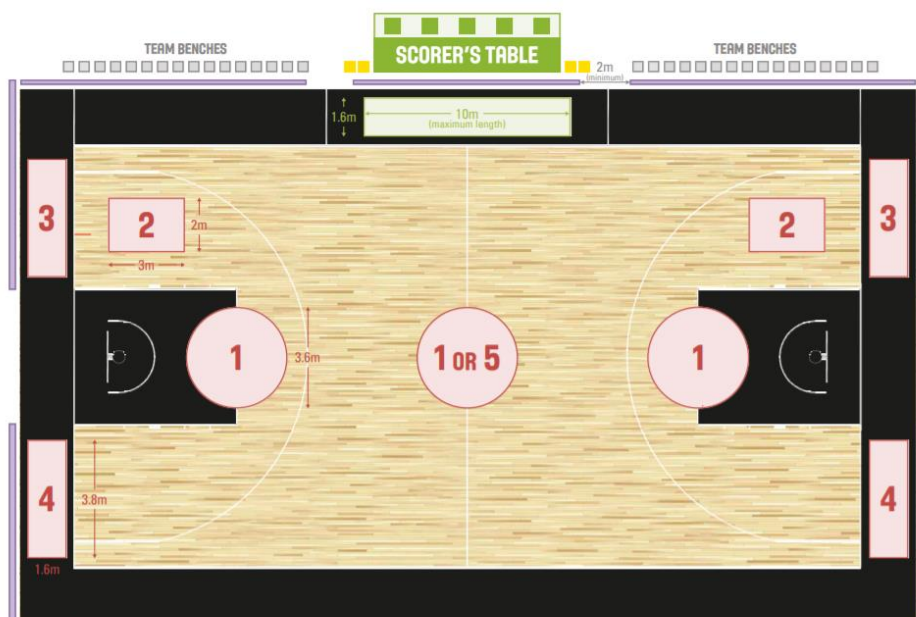 SCORER'S TABLE
TEAM BENCHES
TEAM BENCHES
2m
(minimum)
1.6m
10m
(maximum length)
3
2
2m
3m
2
3
1
3.6m
1 OR 5
1
4
3.8m
1.6m
4